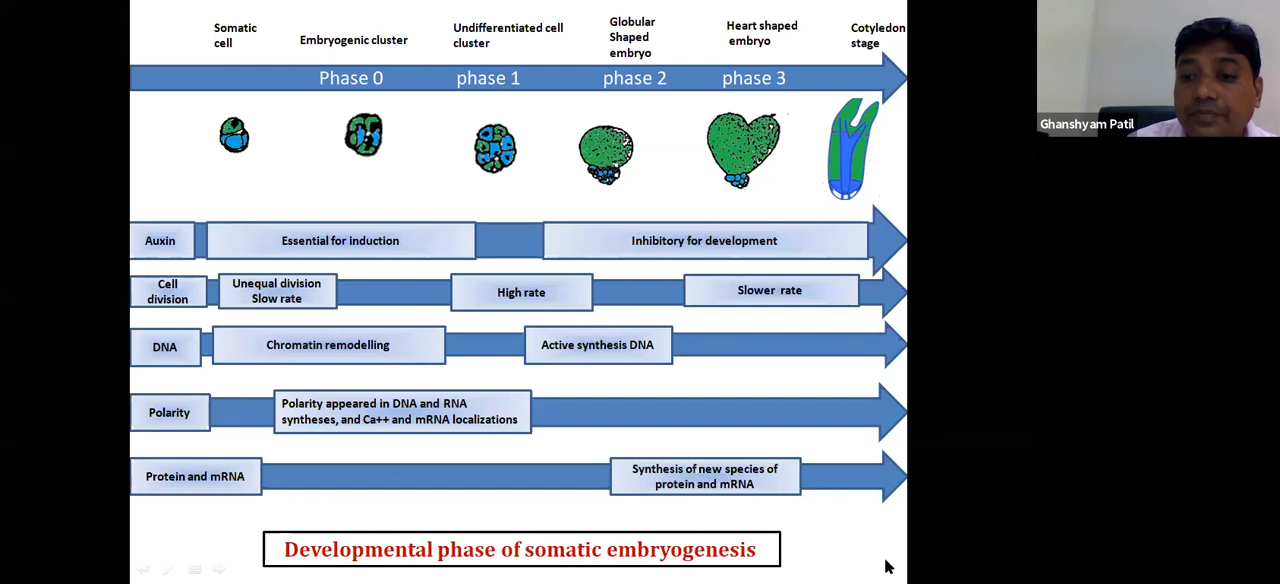 Somatic
cell
Embryogenic cluster
Undifferentiated cell
cluster
Globular
Shaped
embryo
Heart shaped
embryo
Cotyledon
stage
Phase 0
phase 1
phase 2
phase 3
Ghanshyam Patil
Auxin
Essential for induction
Inhibitory for development
Cell
division
Unequal division
Slow rate
High rate
Slower rate
DNA
Chromatin remodelling
Active synthesis DNA
Polarity
Polarity appeared in DNA and RNA
syntheses, and Ca++ and mRNA localizations
Protein and mRNA
Synthesis of new species of
protein and mRNA
Developmental phase of somatic embryogenesis